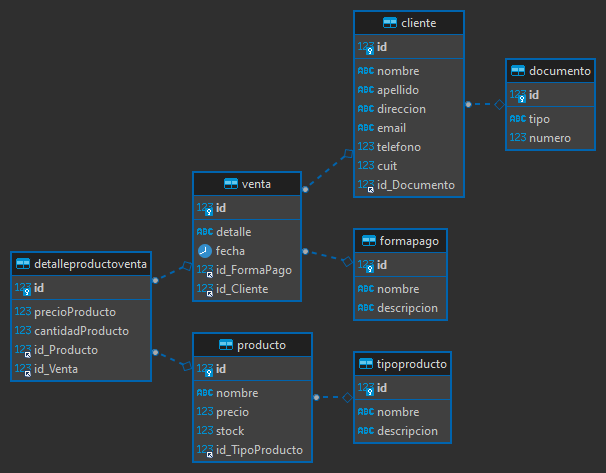 cliente
123 id
ABC nombre
ABC apellido
ABC direccion
ABC email
123 telefono
123 cuit
123 id_Documento
documento
123 id
ABC tipo
123 numero
venta
123 id
ABC detalle
fecha
123 id_FormaPago
123 id_Cliente
formapago
123 id
ABC nombre
ABC descripcion
detalleproductoventa
123 id
123 precioProducto
123 cantidadProducto
123 id_Producto
123 id_Venta
producto
123 id
ABC nombre
123 precio
123 stock
123 id_TipoProducto
tipoproducto
123 id
ABC nombre
ABC descripcion